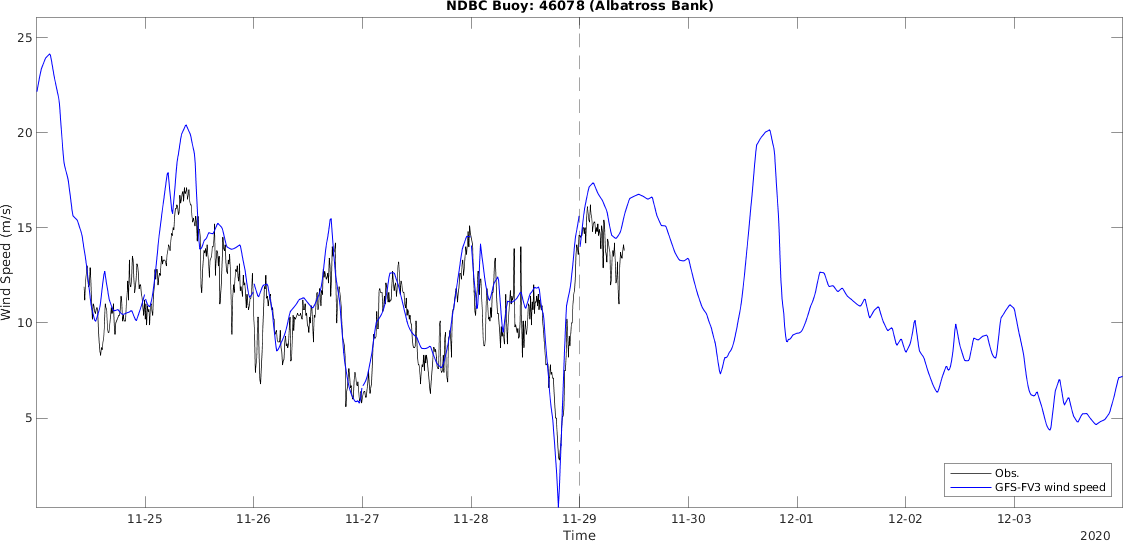 NDBC Buoy: 46078 (Albatross Bank)
Wind Speed (m/s)
25
20
15
10
5
Obs.
GFS-FV3 wind speed
11-25 11-26 11-27 11-28 11-29 11-30 12-01 12-02 12-03
Time
2020